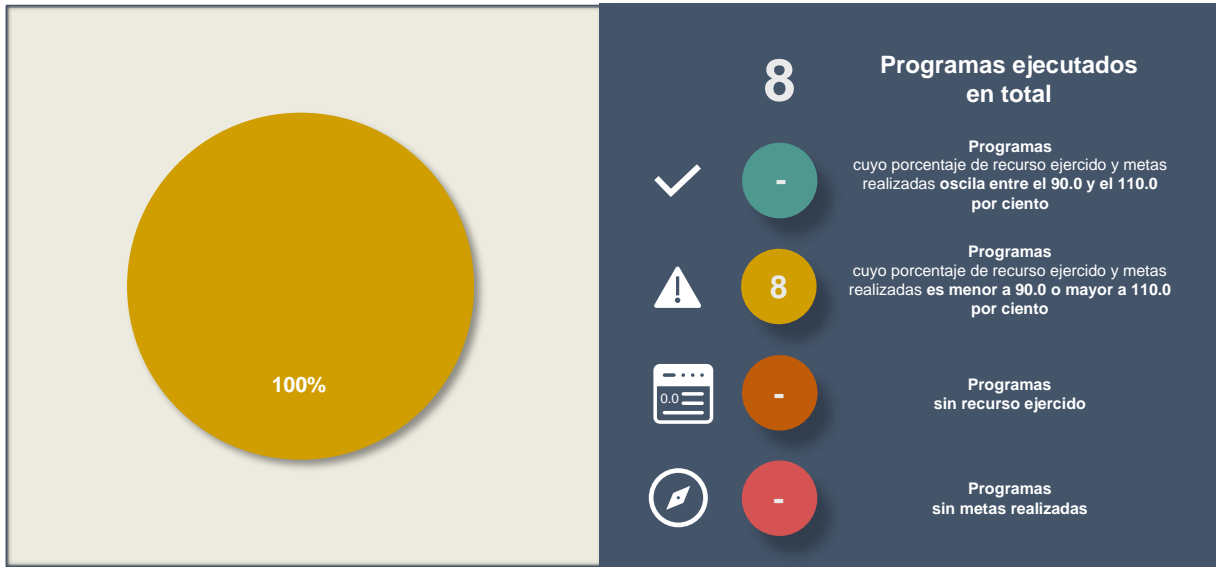 100%
8
Programas ejecutados
en total
-
Programas
cuyo porcentaje de recurso ejercido y metas
realizadas oscila entre el 90.0 y el 110.0
por ciento
8
Programas
cuyo porcentaje de recurso ejercido y metas
realizadas es menor a 90.0 o mayor a 110.0
por ciento
0.0
-
Programas
sin recurso ejercido
-
Programas
sin metas realizadas